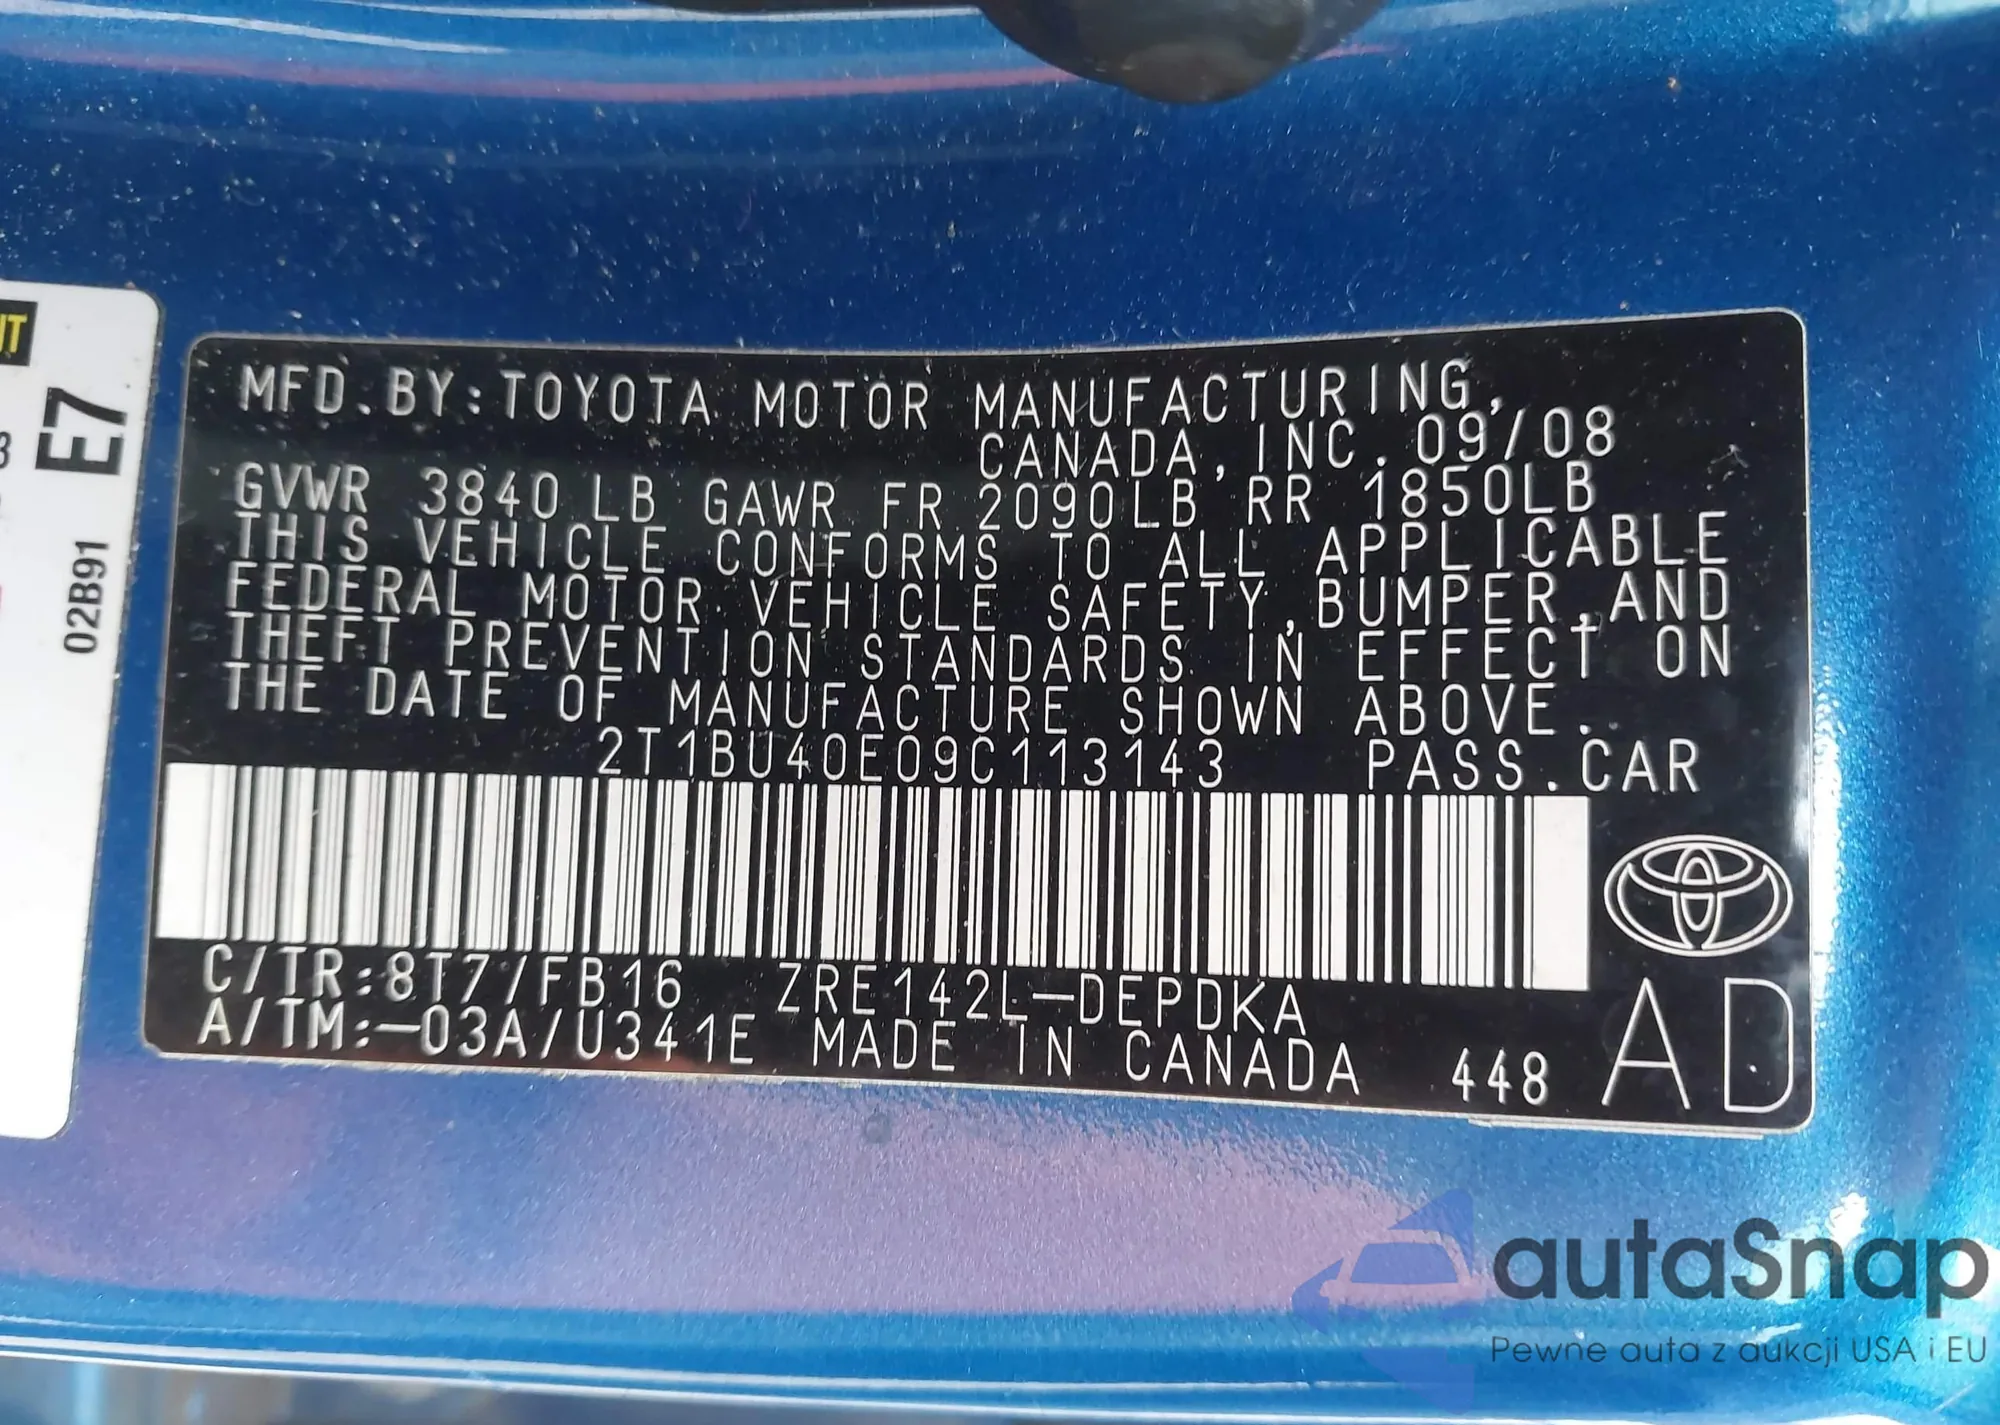 MFD.BY:TOYOTA MOTOR MANUFACTURING,
CANADA,INC. 09/08
GVWR 3840 LB GAWR FR 2090LB RR 1850LB
THIS VEHICLE CONFORMS TO ALL APPLICABLE
FEDERAL MOTOR VEHICLE SAFETY,BUMPER,AND
THEFT PREVENTION STANDARDS IN EFFECT ON
THE DATE OF MANUFACTURE SHOWN ABOVE.
2T1BU40E09C113143 PASS.CAR
C/TR:8T7/FB16 ZRE142L-DEPDKA
A/TM:-03A/U341E MADE IN CANADA 448 AD
E7
02B91
autaSnap
Pewne auta z aukcji USA i EU